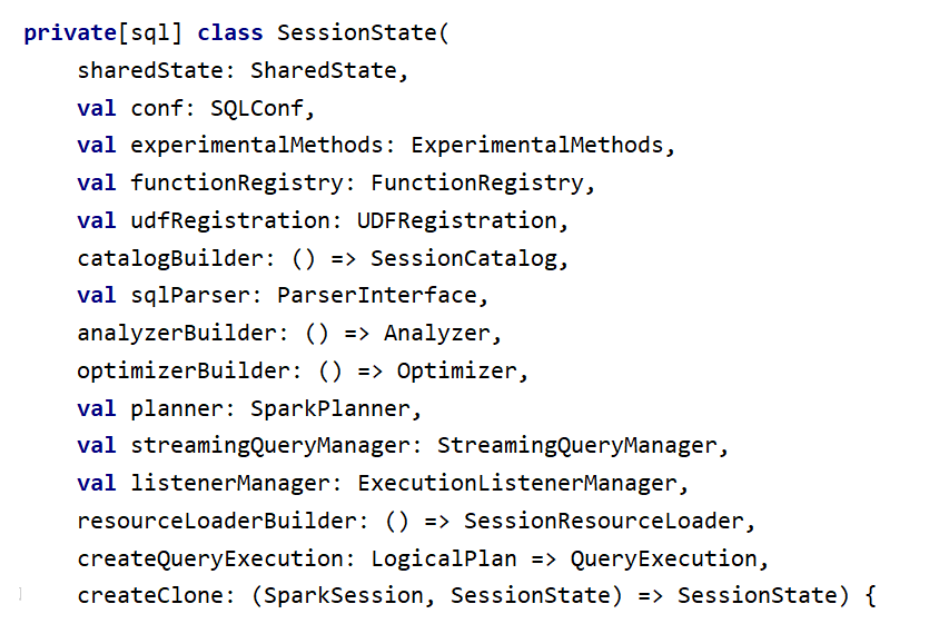 private[sql] class SessionState(
    sharedState: SharedState,
    val conf: SQLConf,
    val experimentalMethods: ExperimentalMethods,
    val functionRegistry: FunctionRegistry,
    val udfRegistration: UDFRegistration,
    catalogBuilder: () => SessionCatalog,
    val sqlParser: ParserInterface,
    analyzerBuilder: () => Analyzer,
    optimizerBuilder: () => Optimizer,
    val planner: SparkPlanner,
    val streamingQueryManager: StreamingQueryManager,
    val listenerManager: ExecutionListenerManager,
    resourceLoaderBuilder: () => SessionResourceLoader,
    createQueryExecution: LogicalPlan => QueryExecution,
    createClone: (SparkSession, SessionState) => SessionState) {